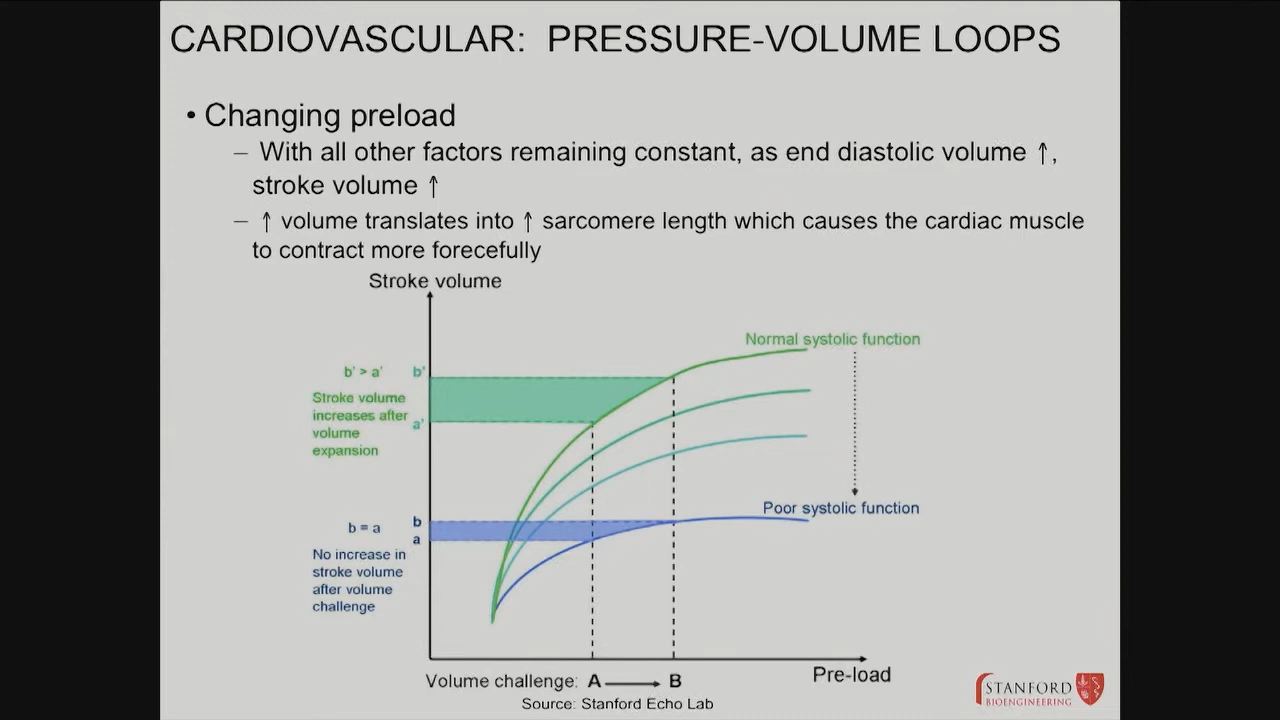 CARDIOVASCULAR: PRESSURE-VOLUME LOOPS
• Changing preload
– With all other factors remaining constant, as end diastolic volume ↑,
stroke volume ↑
– ↑ volume translates into ↑ sarcomere length which causes the cardiac muscle
to contract more forecefully
Stroke volume
Normal systolic function
b' > a'
b'
Stroke volume
increases after
volume
expansion
a'
Poor systolic function
b
b = a
a
No increase in
stroke volume
after volume
challenge
Pre-load
Volume challenge: A B
Source: Stanford Echo Lab
STANFORD
BIOENGINEERING